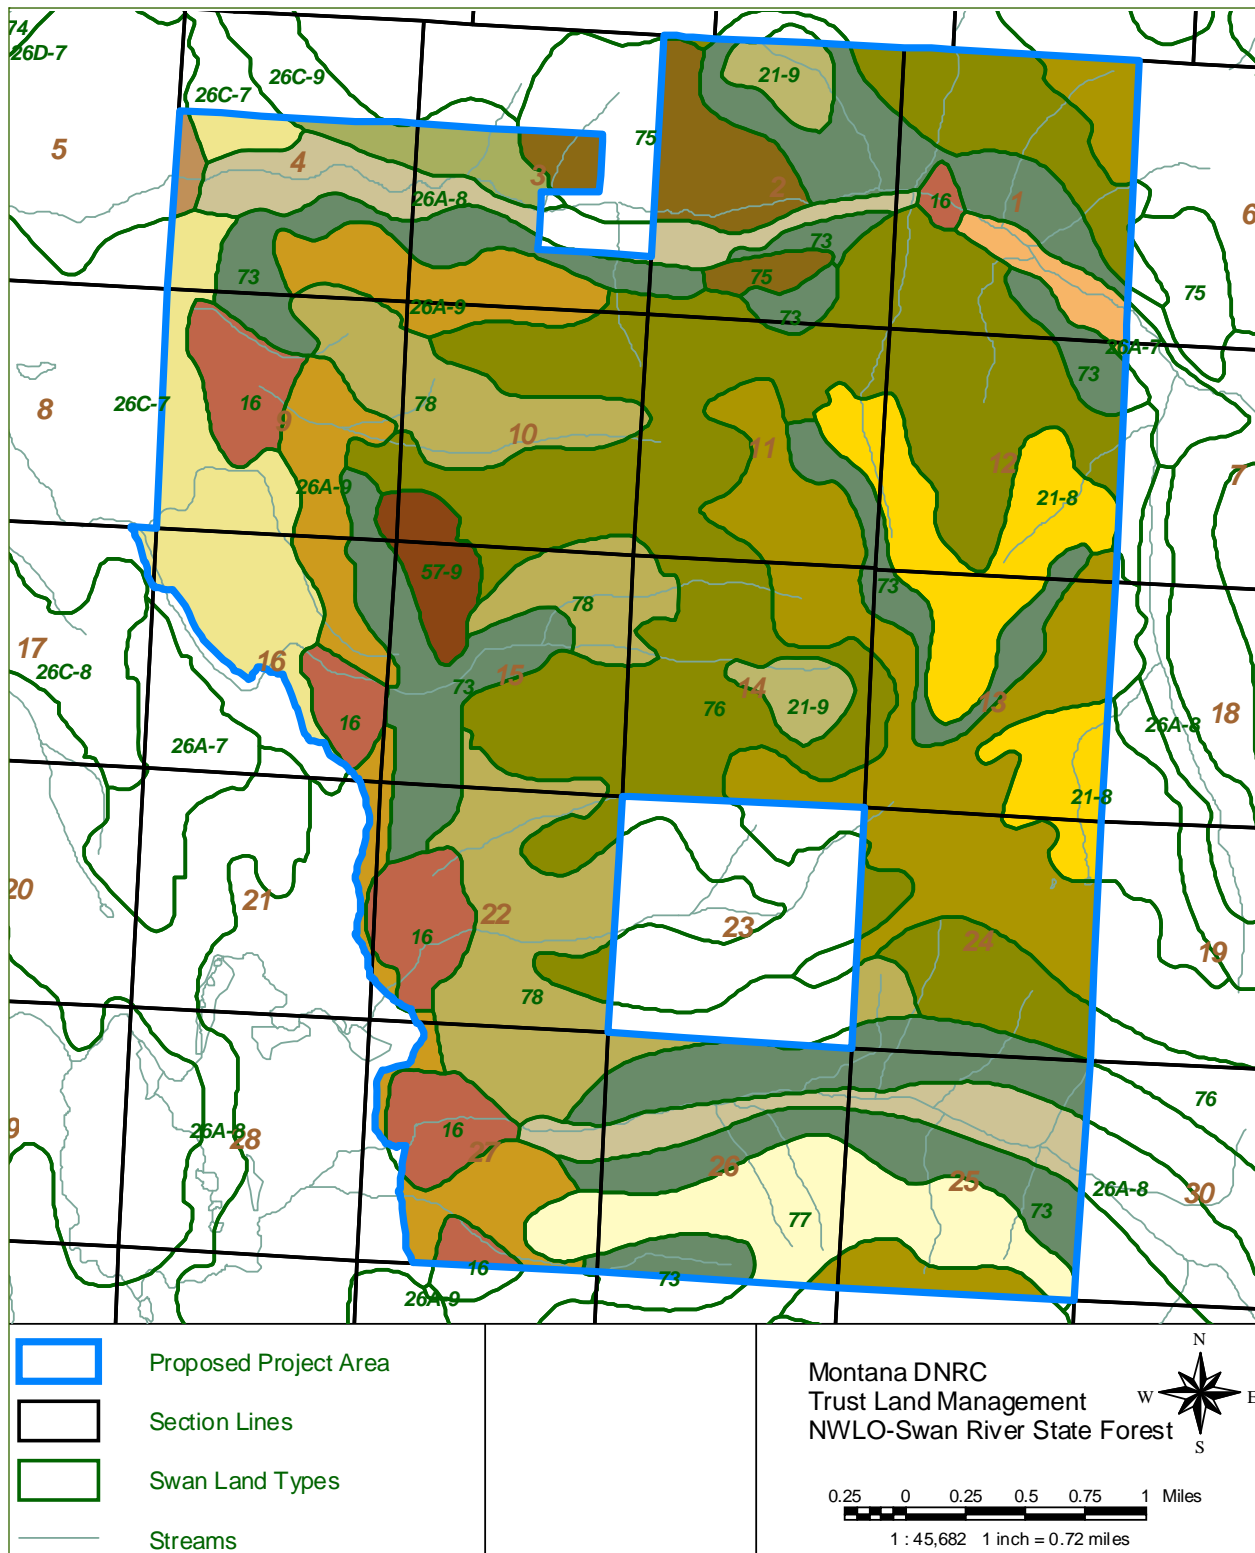 74
26D-7
26C-9
26C-7
21-9
75
5
4
3
2
1
6
26A-8
16
73
73
75
75
73
26A-9
26A-7
73
8
26C-7
16
9
78
10
11
12
7
26A-9
21-8
57-9
73
78
17
26C-8
16
15
73
14
76
21-9
13
18
26A-8
16
26A-7
21-8
20
21
22
16
23
24
19
78
76
9
26A-8
28
16
27
26
25
26A-8
30
73
77
16
73
26A-9
Proposed Project Area
Section Lines
Swan Land Types
Streams
Montana DNRC
Trust Land Management
NWLO-Swan River State Forest
N
W
E
S
0.25 0 0.25 0.5 0.75 1 Miles
1 : 45,682 1 inch = 0.72 miles